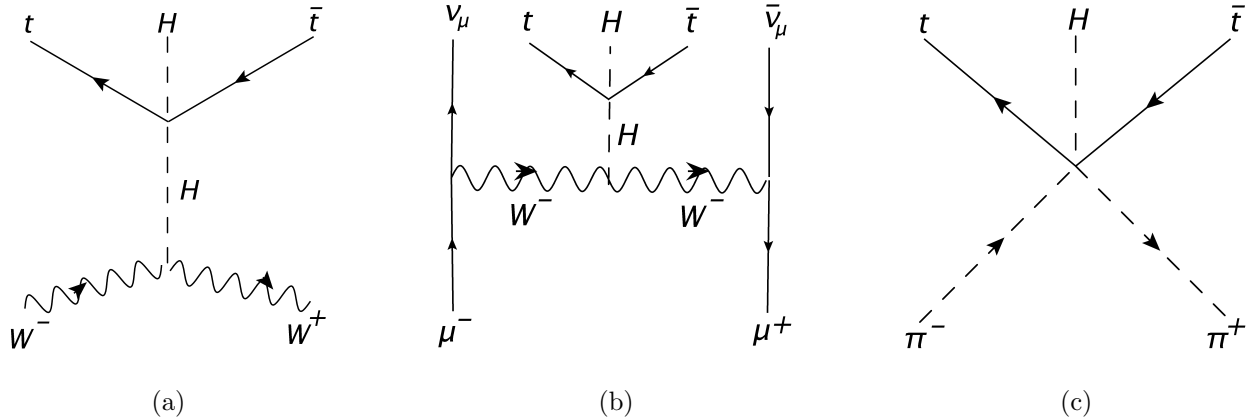 t H t̄
H
W⁻ W⁺
(a)
ν_μ t H t̄ ν̄_μ
H
W⁻ W⁻
μ⁻ μ⁺
(b)
t H t̄
π⁻ π⁺
(c)